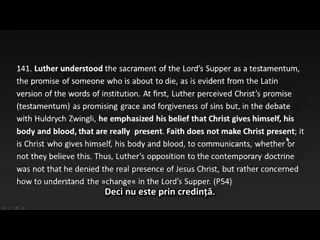 141. Luther understood the sacrament of the Lord's Supper as a testamentum,
the promise of someone who is about to die, as is evident from the Latin
version of the words of institution. At first, Luther perceived Christ's promise
(testamentum) as promising grace and forgiveness of sins but, in the debate
with Huldrych Zwingli, he emphasized his belief that Christ gives himself, his
body and blood, that are really present. Faith does not make Christ present; it
is Christ who gives himself, his body and blood, to communicants, whether or
not they believe this. Thus, Luther's opposition to the contemporary doctrine
was not that he denied the real presence of Jesus Christ, but rather concerned
how to understand the »change« in the Lord's Supper. (P54)
Deci nu este prin credință.